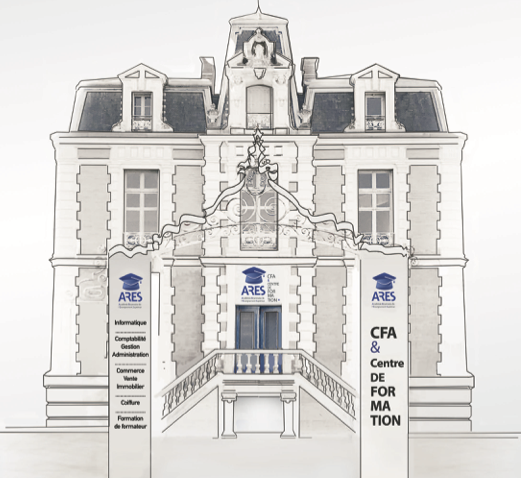 ARES
Informatique
Comptabilité
Gestion
Administration
Commerce
Vente
Immobilier
Coiffure
Formation
de formateur
ARES
CFA
& Centre
DE
FOR
MA
TION
ARES
CFA
&
Centre
DE
FOR
MA
TION